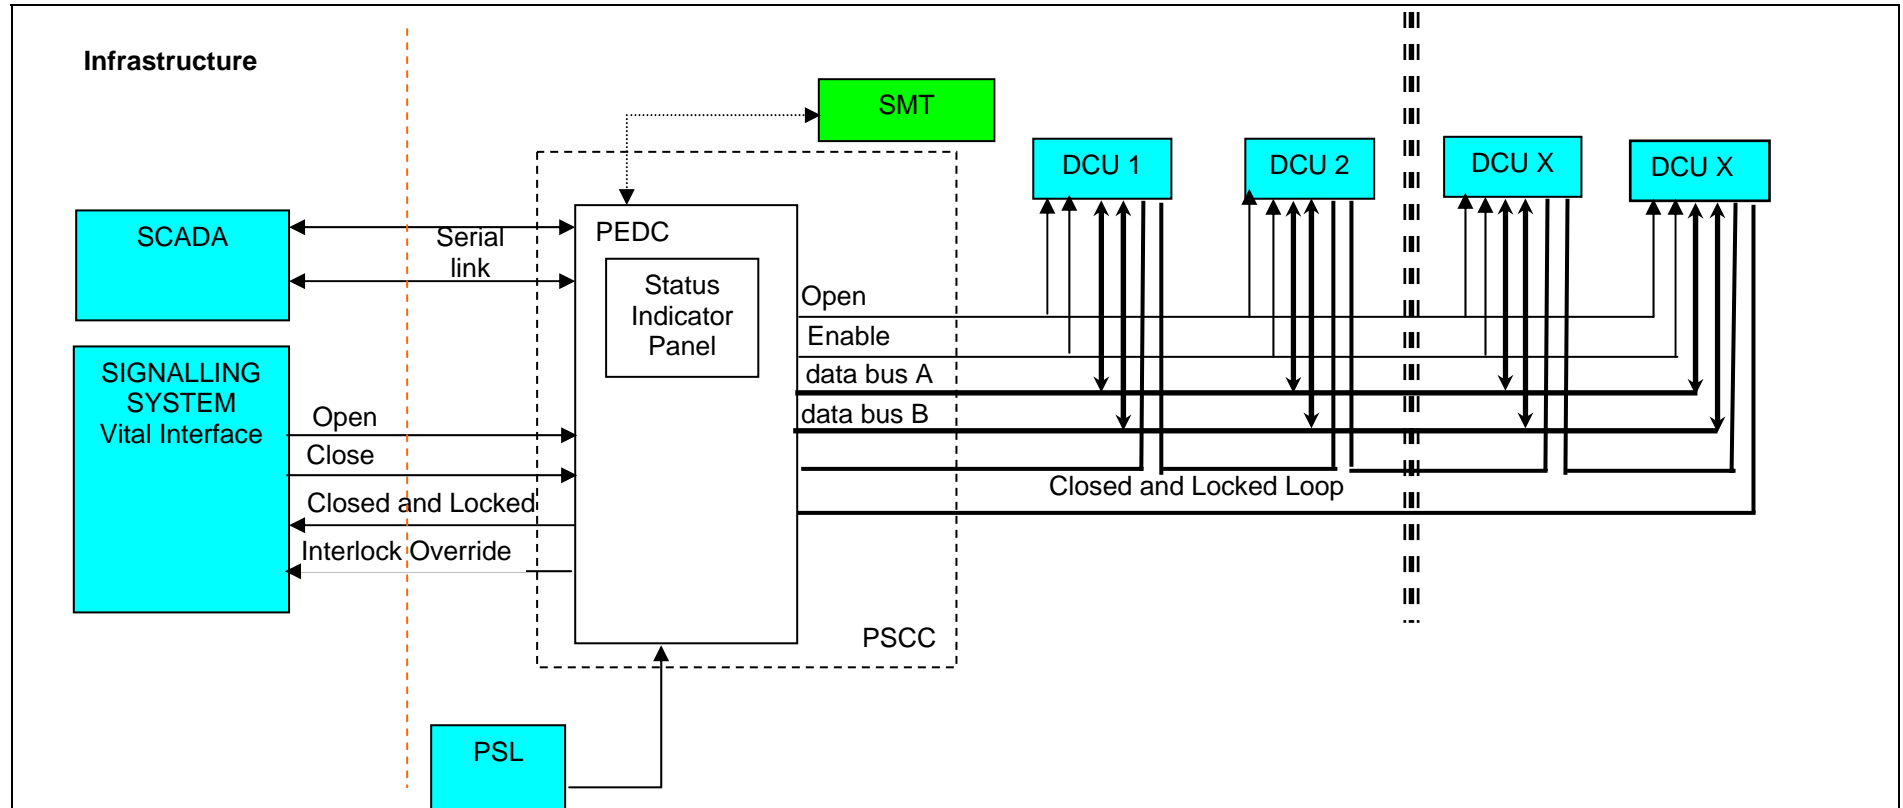 Infrastructure
SMT
DCU 1
DCU 2
DCU X
DCU X
SCADA
Serial
link
PEDC
Status
Indicator
Panel
Open
Enable
data bus A
data bus B
Closed and Locked Loop
SIGNALLING
SYSTEM
Vital Interface
Open
Close
Closed and Locked
Interlock Override
PSCC
PSL